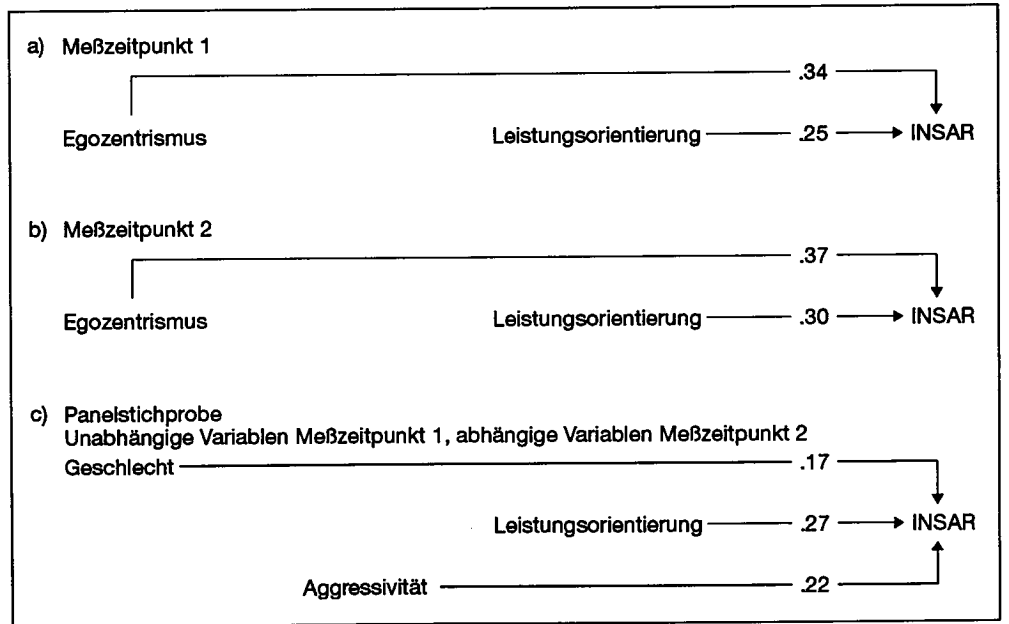 a) Meßzeitpunkt 1
.34
Egozentrismus Leistungsorientierung .25 INSAR
b) Meßzeitpunkt 2
.37
Egozentrismus Leistungsorientierung .30 INSAR
c) Panelstichprobe
Unabhängige Variablen Meßzeitpunkt 1, abhängige Variablen Meßzeitpunkt 2
Geschlecht .17
Leistungsorientierung .27 INSAR
Aggressivität .22